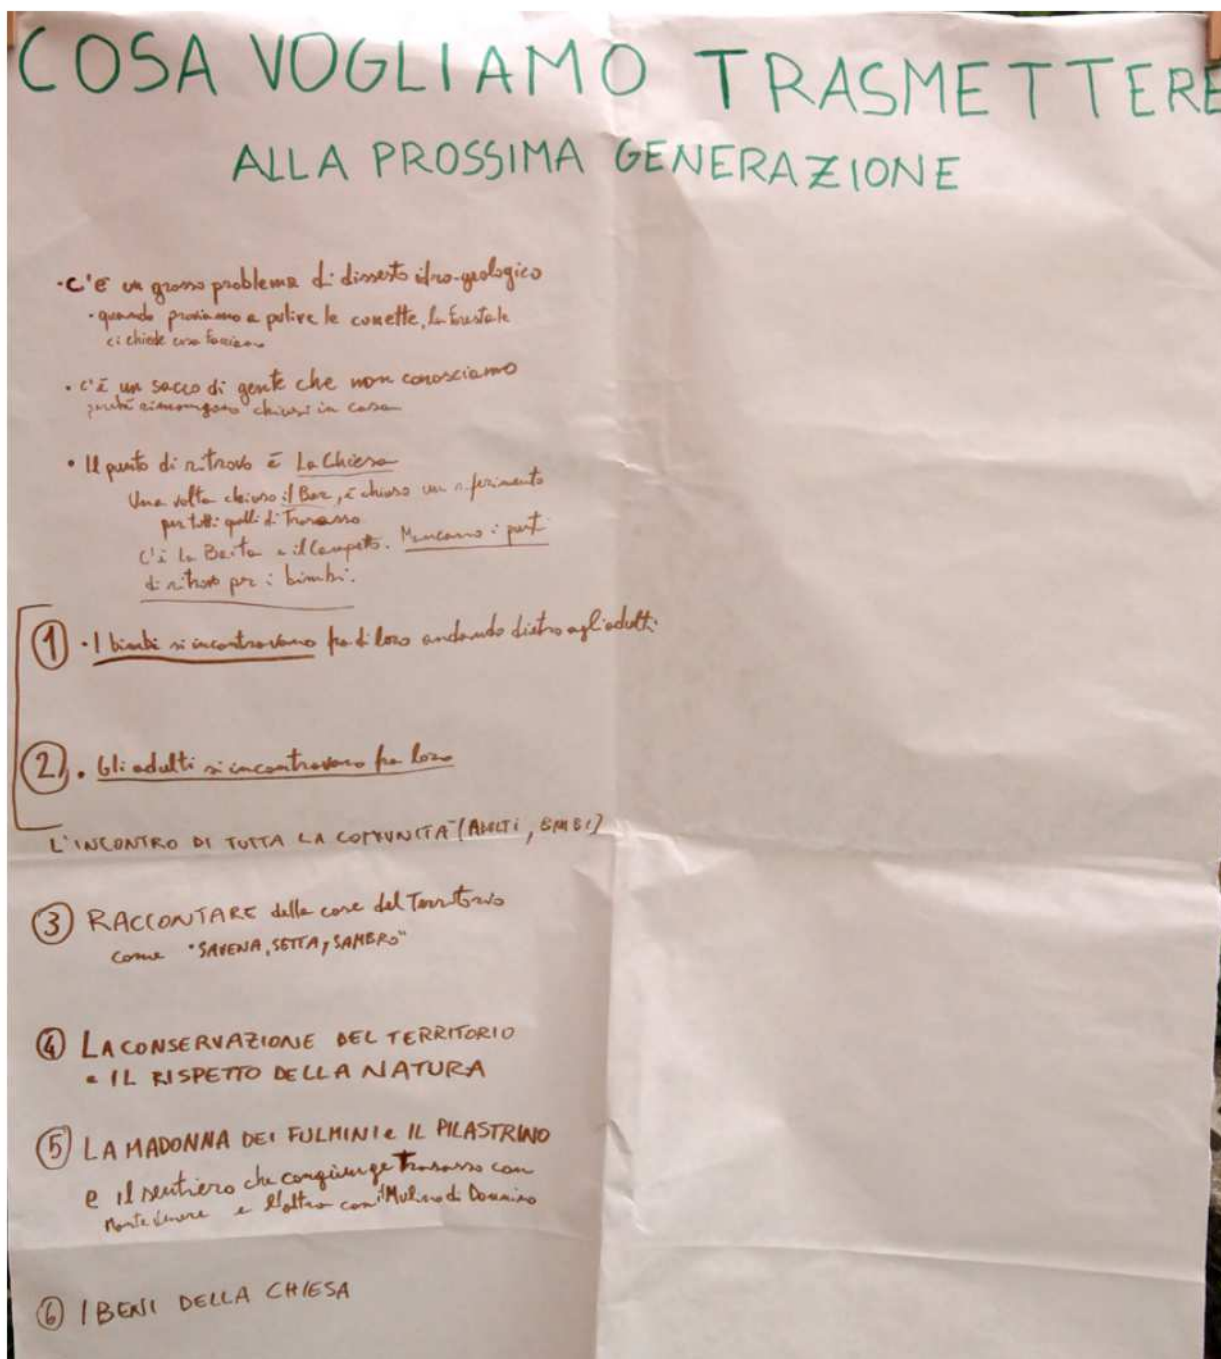 COSA VOGLIAMO TRASMETTERE
ALLA PROSSIMA GENERAZIONE
• C'È un grosso problema di dissesto idro-geologico
• quando proviamo a pulire le cunette, la forestale
ci chiede cosa facciamo
• c'è un sacco di gente che non conosciamo
perché rimangono chiusi in casa
• Il punto di ritrovo è La Chiesa
Una volta chiuso il Bar, è chiuso un riferimento
per tutti quelli di Trasasso
c'è la Baita e il Campetto. Mancano i punti
di ritrovo per i bimbi.
① • I bimbi si incontravano fra di loro andando dietro agli adulti
② • Gli adulti si incontravano fra loro
L'INCONTRO DI TUTTA LA COMUNITA' (ADULTI, BIMBI)
③ RACCONTARE delle cose del Territorio
come "SAVENA, SETTA, SAMBRO"
④ LA CONSERVAZIONE DEL TERRITORIO
• IL RISPETTO DELLA NATURA
⑤ LA MADONNA DEI FULMINI e IL PILASTRINO
e il sentiero che congiunge Trasasso con
Monte Venere e l'altro con il Mulino di Donnino
⑥ I BENI DELLA CHIESA